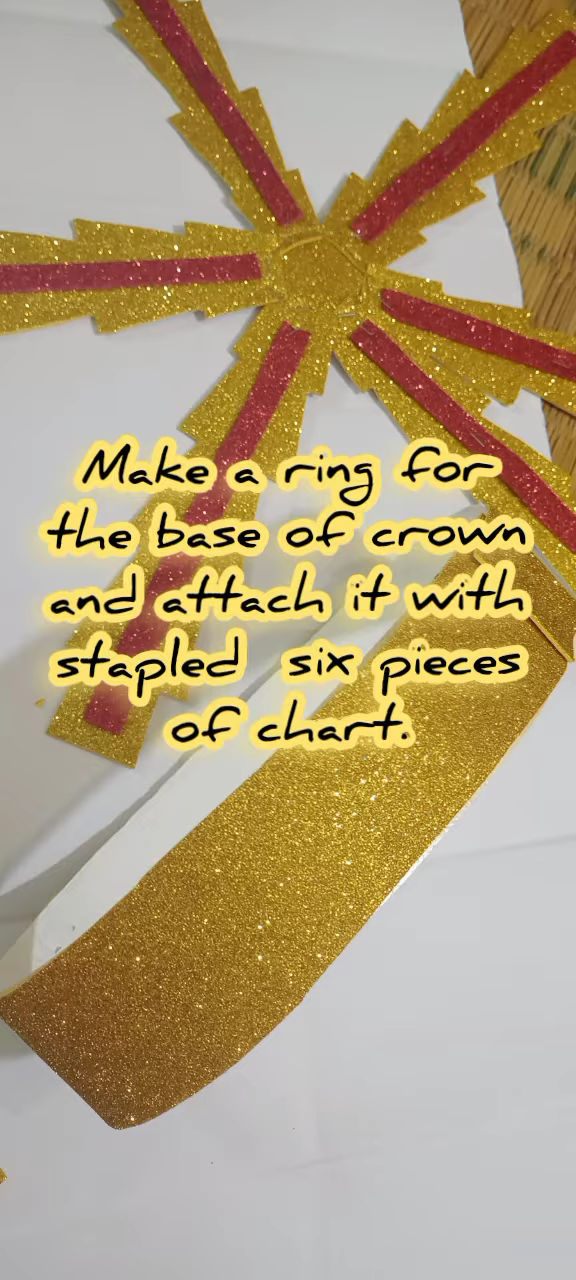 Make a ring for
the base of crown
and attach it with
stapled six pieces
of chart.